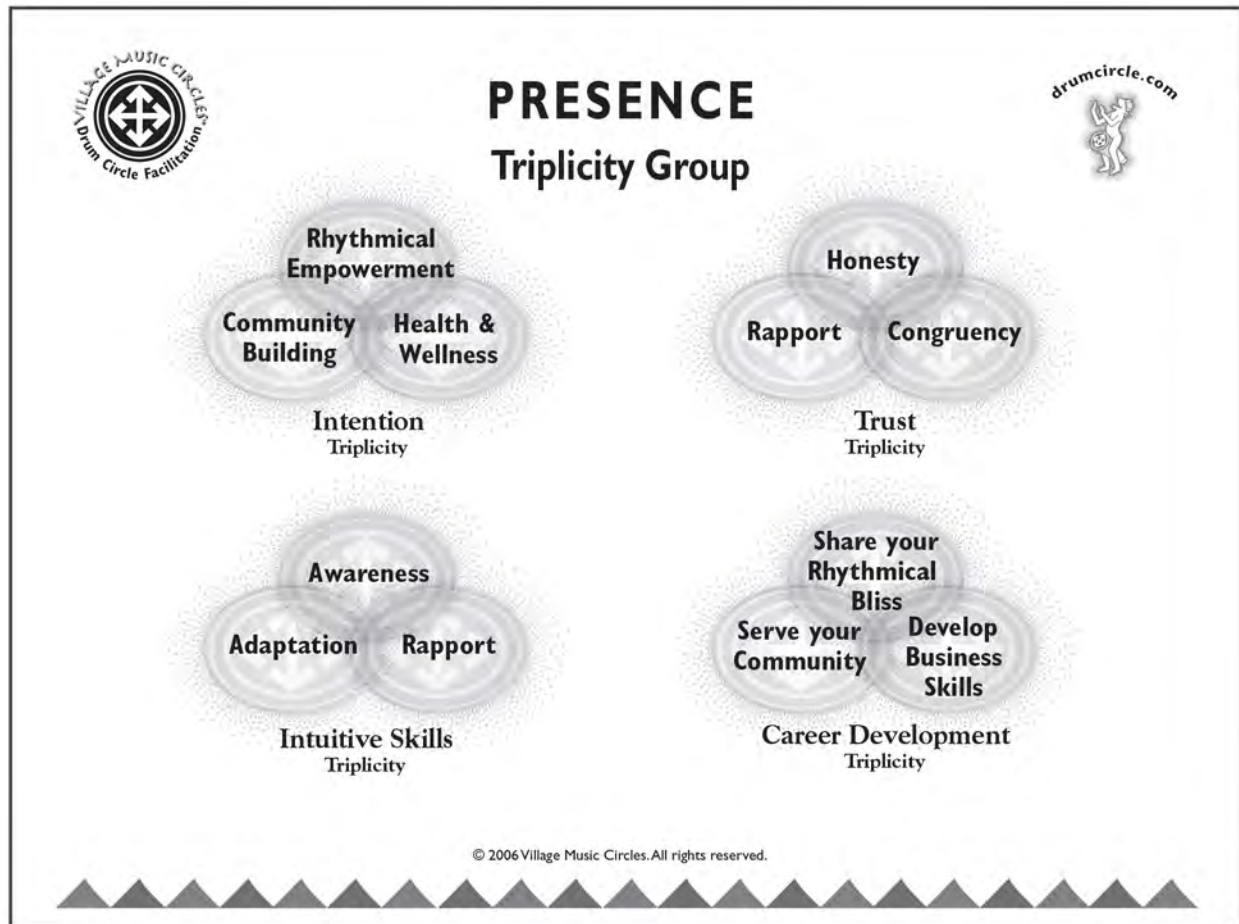 VILLAGE MUSIC CIRCLES™
Drum Circle Facilitation
drumcircle.com
PRESENCE
Triplicity Group
Rhythmical
Empowerment
Community
Building
Health &
Wellness
Intention
Triplicity
Honesty
Rapport
Congruency
Trust
Triplicity
Awareness
Adaptation
Rapport
Intuitive Skills
Triplicity
Share your
Rhythmical
Bliss
Serve your
Community
Develop
Business
Skills
Career Development
Triplicity
© 2006 Village Music Circles. All rights reserved.